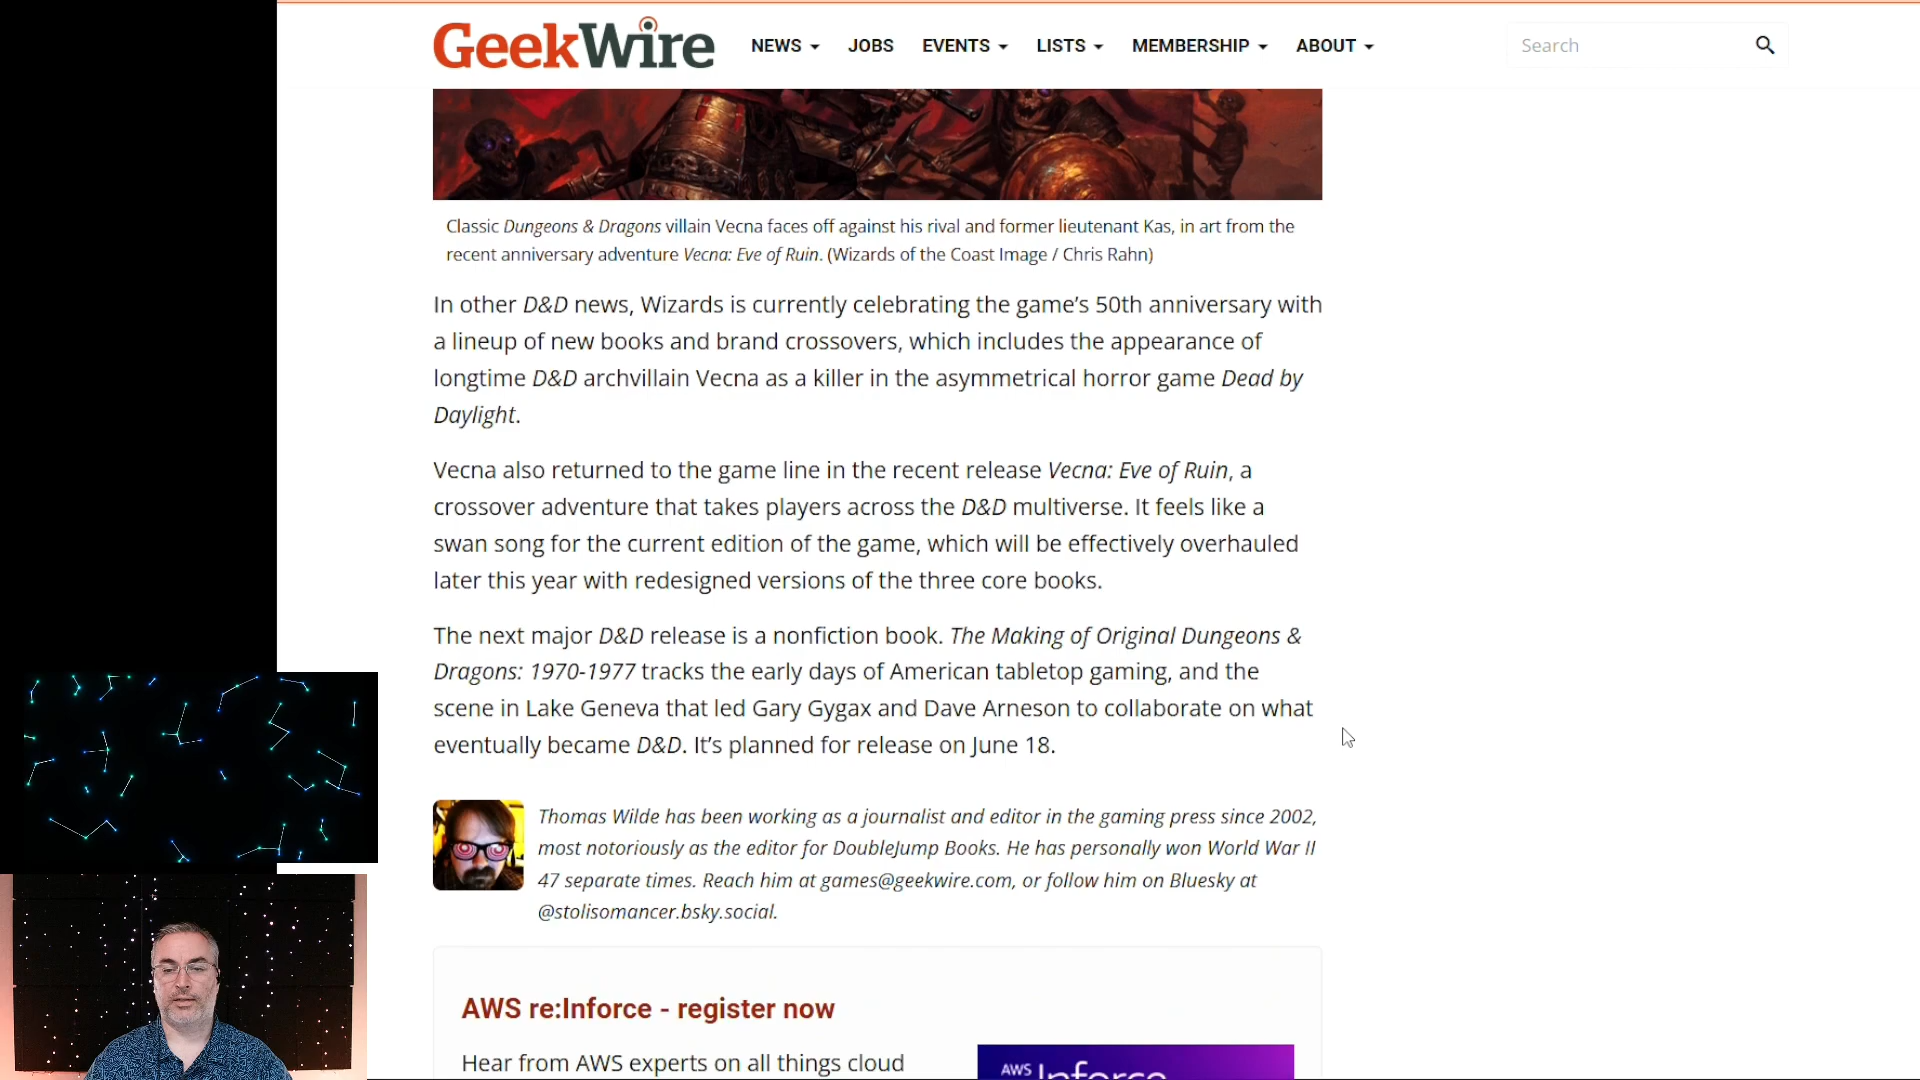 GeekWire
NEWS
JOBS
EVENTS
LISTS
MEMBERSHIP
ABOUT
Search
Classic Dungeons & Dragons villain Vecna faces off against his rival and former lieutenant Kas, in art from the
recent anniversary adventure Vecna: Eve of Ruin. (Wizards of the Coast Image / Chris Rahn)
In other D&D news, Wizards is currently celebrating the game’s 50th anniversary with
a lineup of new books and brand crossovers, which includes the appearance of
longtime D&D archvillain Vecna as a killer in the asymmetrical horror game Dead by
Daylight.
Vecna also returned to the game line in the recent release Vecna: Eve of Ruin, a
crossover adventure that takes players across the D&D multiverse. It feels like a
swan song for the current edition of the game, which will be effectively overhauled
later this year with redesigned versions of the three core books.
The next major D&D release is a nonfiction book. The Making of Original Dungeons &
Dragons: 1970-1977 tracks the early days of American tabletop gaming, and the
scene in Lake Geneva that led Gary Gygax and Dave Arneson to collaborate on what
eventually became D&D. It’s planned for release on June 18.
Thomas Wilde has been working as a journalist and editor in the gaming press since 2002,
most notoriously as the editor for DoubleJump Books. He has personally won World War II
47 separate times. Reach him at games@geekwire.com, or follow him on Bluesky at
@stolisomancer.bsky.social.
AWS re:Inforce - register now
Hear from AWS experts on all things cloud
AWS
Inforce